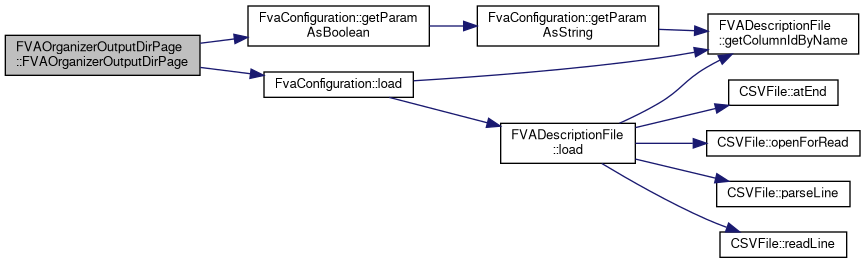 FVAOrganizerOutputDirPage
::FVAOrganizerOutputDirPage
FvaConfiguration::getParam
AsBoolean
FvaConfiguration::getParam
AsString
FVADescriptionFile
::getColumnIdByName
FvaConfiguration::load
FVADescriptionFile
::load
CSVFile::atEnd
CSVFile::openForRead
CSVFile::parseLine
CSVFile::readLine